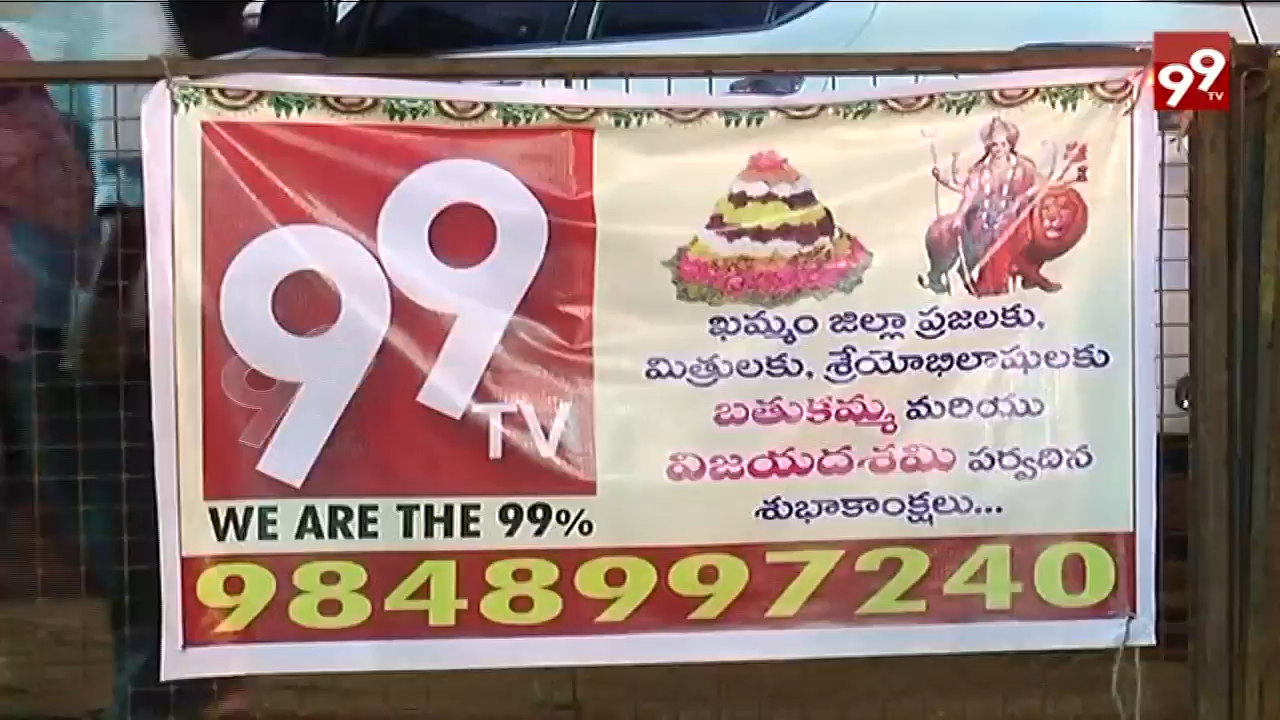 99
TV
99
TV
WE ARE THE 99%
ఖమ్మం జిల్లా ప్రజలకు,
మిత్రులకు, శ్రేయోభిలాషులకు
బతుకమ్మ మరియు
విజయదశమి పర్వదిన
శుభాకాంక్షలు...
9848997240